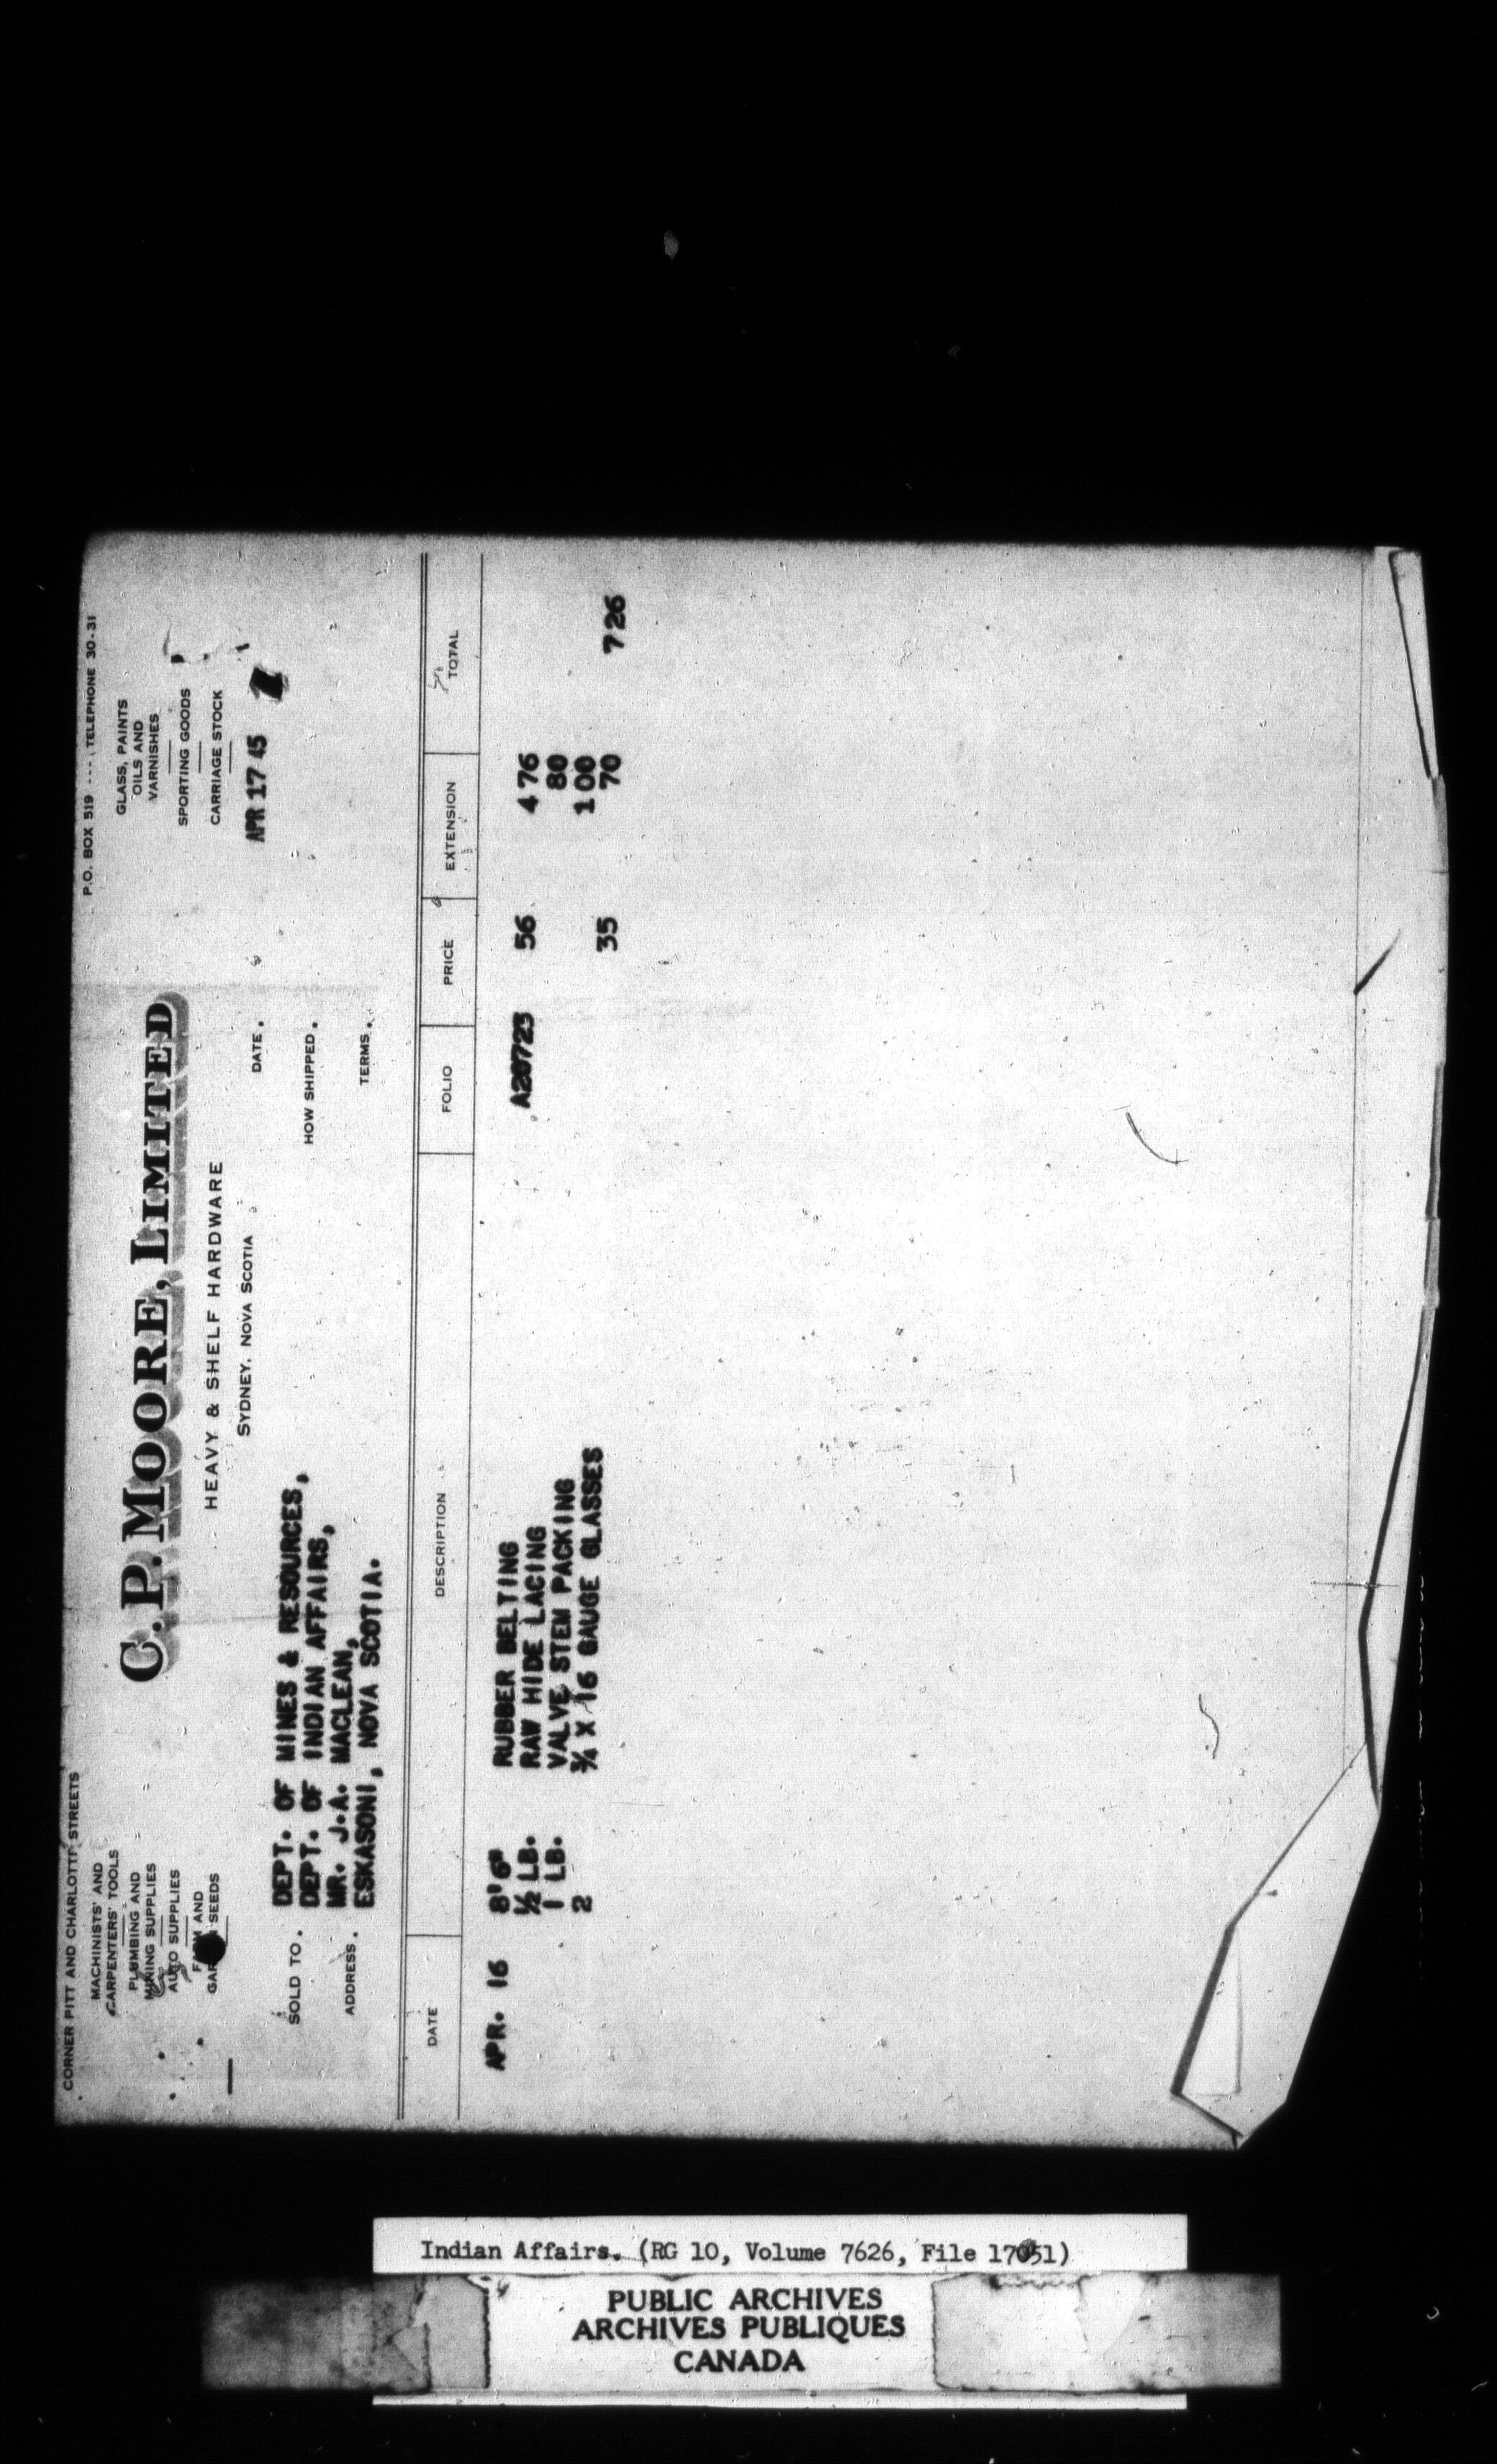 CORNER PITT AND CHARLOTTE STREETS
P.O. BOX 519 --- TELEPHONE 30-31
MACHINISTS' AND
CARPENTERS' TOOLS
PLUMBING AND
MINING SUPPLIES
AUTO SUPPLIES
FARM AND
SEEDS
C. P. MOORE, LIMITED
HEAVY & SHELF HARDWARE
SYDNEY, NOVA SCOTIA
GLASS, PAINTS
OILS AND
VARNISHES
SPORTING GOODS
CARRIAGE STOCK
SOLD TO. DEPT. OF MINES & RESOURCES,
DEPT. OF INDIAN AFFAIRS,
MR. J.A. MACLEAN,
ADDRESS. ESKASONI, NOVA SCOTIA.
DATE. APR 17 45
HOW SHIPPED.
TERMS.
DATE DESCRIPTION FOLIO PRICE EXTENSION TOTAL
APR. 16 8'6" RUBBER BELTING A20723 56 4 76
½ LB. RAW HIDE LACING 80
1 LB. VALVE STEM PACKING 1 00
2 ¾ X 16 GAUGE GLASSES 35 70 7 26
Indian Affairs. (RG 10, Volume 7626, File 17051)
PUBLIC ARCHIVES
ARCHIVES PUBLIQUES
CANADA